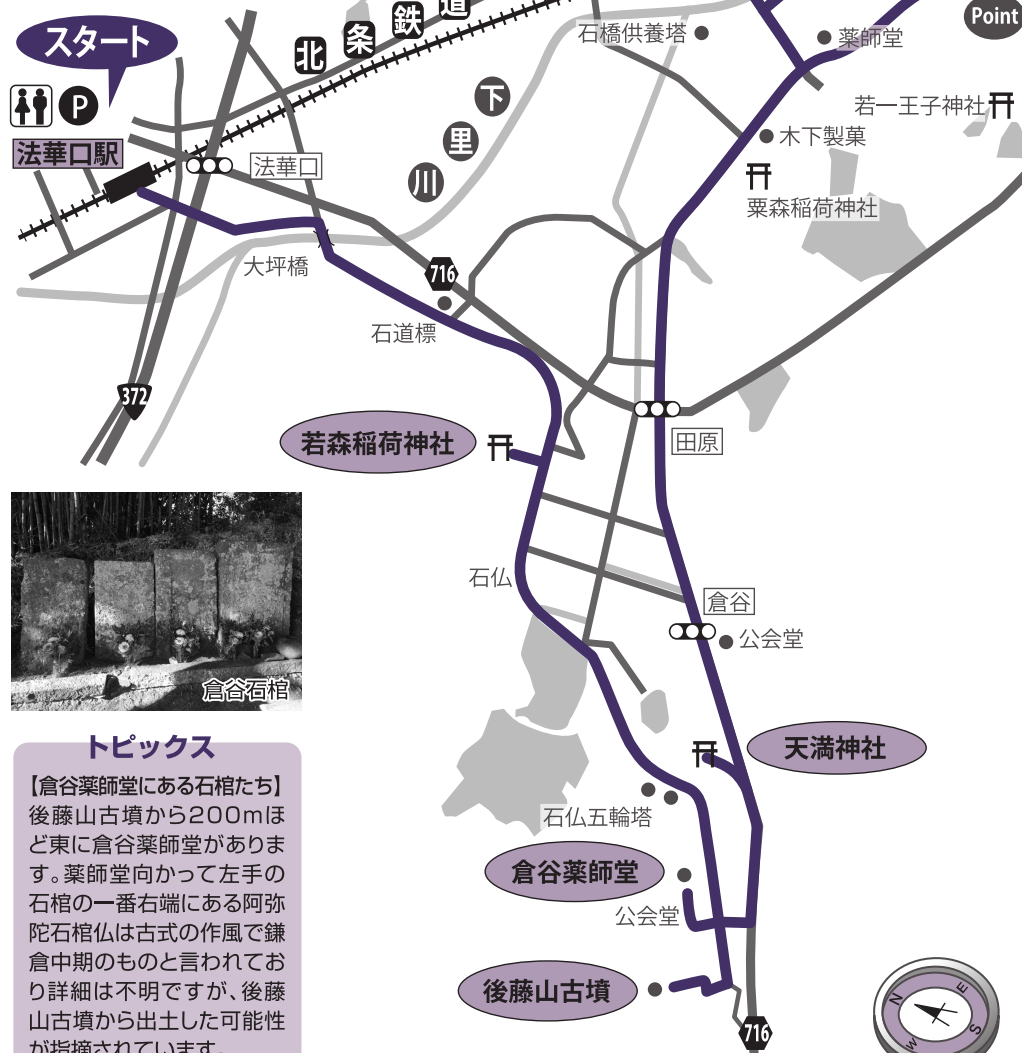 スタート
P
法華口駅
北条鉄道
法華口
下里川
大坪橋
716
石道標
372
石橋供養塔
薬師堂
Point
若一王子神社
木下製菓
粟森稲荷神社
若森稲荷神社
田原
石仏
倉谷
公会堂
倉谷石棺
天満神社
石仏五輪塔
倉谷薬師堂
公会堂
後藤山古墳
716
N
E
S
W
トピックス
【倉谷薬師堂にある石棺たち】
後藤山古墳から200mほ
ど東に倉谷薬師堂がありま
す。薬師堂向かって左手の
石棺の一番右端にある阿弥
陀石棺仏は古式の作風で鎌
倉中期のものと言われてお
り詳細は不明ですが、後藤
山古墳から出土した可能性
が指摘されています。